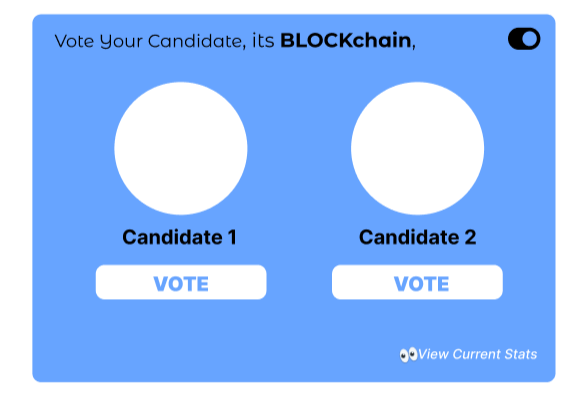 Vote Your Candidate, its BLOCKchain,
Candidate 1
Candidate 2
VOTE
VOTE
👀View Current Stats